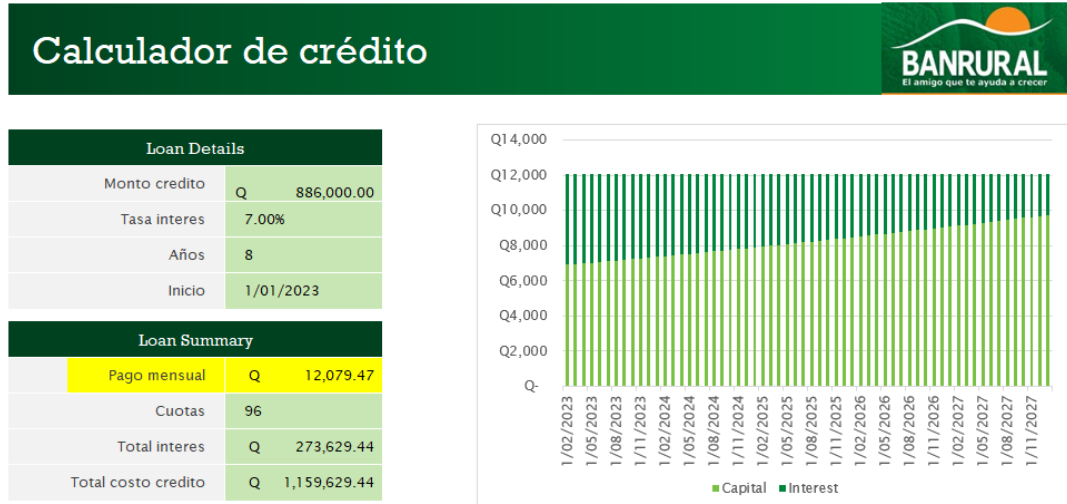 Calculador de crédito
BANRURAL
El amigo que te ayuda a crecer
Loan Details
Monto credito Q 886,000.00
Tasa interes 7.00%
Años 8
Inicio 1/01/2023
Loan Summary
Pago mensual Q 12,079.47
Cuotas 96
Total interes Q 273,629.44
Total costo credito Q 1,159,629.44
Q14,000
Q12,000
Q10,000
Q8,000
Q6,000
Q4,000
Q2,000
Q-
1/02/2023
1/05/2023
1/08/2023
1/11/2023
1/02/2024
1/05/2024
1/08/2024
1/11/2024
1/02/2025
1/05/2025
1/08/2025
1/11/2025
1/02/2026
1/05/2026
1/08/2026
1/11/2026
1/02/2027
1/05/2027
1/08/2027
1/11/2027
Capital Interest